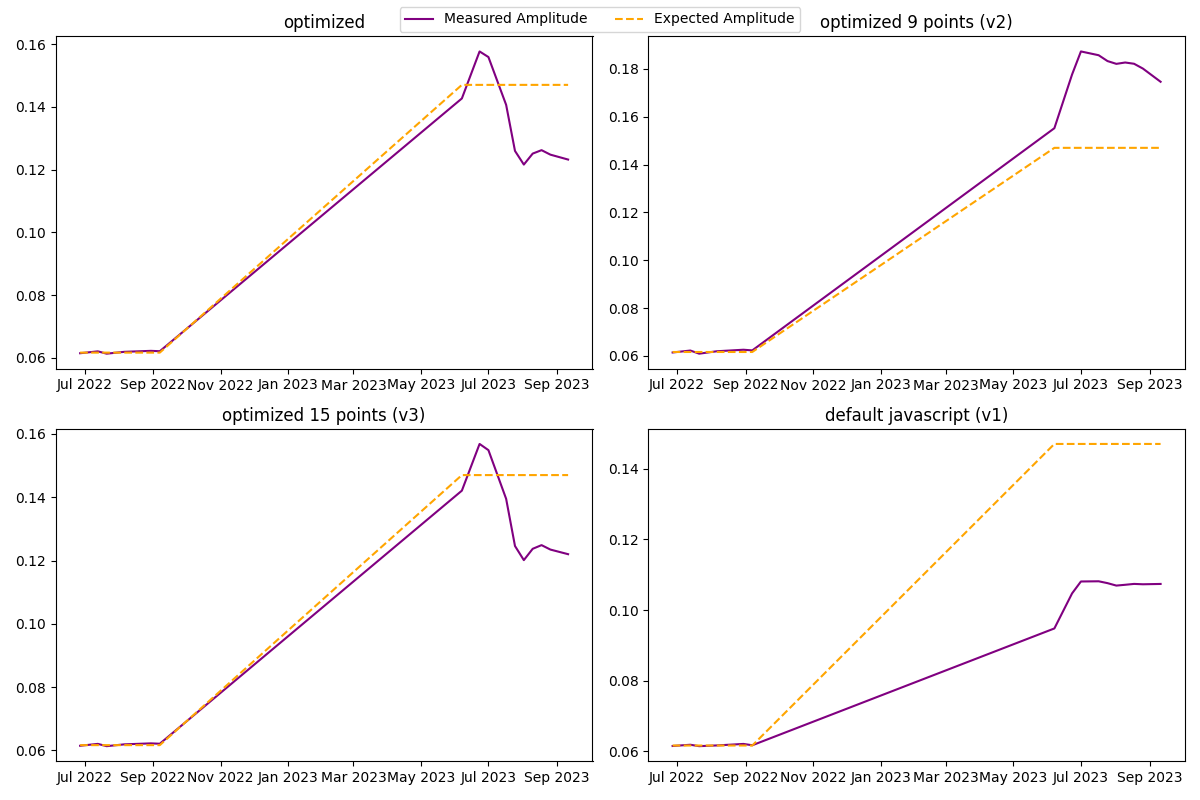 Measured Amplitude Expected Amplitude
optimized
0.16
0.14
0.12
0.10
0.08
0.06
Jul 2022 Sep 2022 Nov 2022 Jan 2023 Mar 2023 May 2023 Jul 2023 Sep 2023
optimized 9 points (v2)
0.18
0.16
0.14
0.12
0.10
0.08
0.06
Jul 2022 Sep 2022 Nov 2022 Jan 2023 Mar 2023 May 2023 Jul 2023 Sep 2023
optimized 15 points (v3)
0.16
0.14
0.12
0.10
0.08
0.06
Jul 2022 Sep 2022 Nov 2022 Jan 2023 Mar 2023 May 2023 Jul 2023 Sep 2023
default javascript (v1)
0.14
0.12
0.10
0.08
0.06
Jul 2022 Sep 2022 Nov 2022 Jan 2023 Mar 2023 May 2023 Jul 2023 Sep 2023